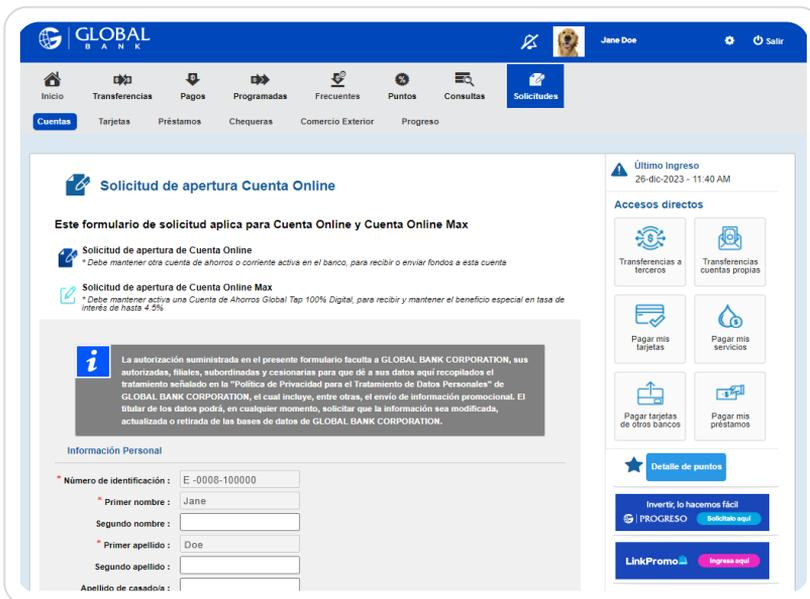 GLOBAL
BANK
Jane Doe
Salir
Inicio
Transferencias
Pagos
Programadas
Frecuentes
Puntos
Consultas
Solicitudes
Cuentas
Tarjetas
Préstamos
Chequeras
Comercio Exterior
Progreso
Solicitud de apertura Cuenta Online
Este formulario de solicitud aplica para Cuenta Online y Cuenta Online Max
Solicitud de apertura de Cuenta Online
* Debe mantener otra cuenta de ahorros o corriente activa en el banco, para recibir o enviar fondos a esta cuenta
Solicitud de apertura de Cuenta Online Max
* Debe mantener activa una Cuenta de Ahorros Global Tap 100% Digital, para recibir y mantener el beneficio especial en tasa de
interés de hasta 4.5%
i
La autorización suministrada en el presente formulario faculta a GLOBAL BANK CORPORATION, sus
autorizadas, filiales, subordinadas y cesionarias para que dé a sus datos aquí recopilados el
tratamiento señalado en la "Política de Privacidad para el Tratamiento de Datos Personales" de
GLOBAL BANK CORPORATION, el cual incluye, entre otras, el envío de información promocional. El
titular de los datos podrá, en cualquier momento, solicitar que la información sea modificada,
actualizada o retirada de las bases de datos de GLOBAL BANK CORPORATION.
Información Personal
* Número de identificación : E -0008-100000
* Primer nombre : Jane
Segundo nombre :
* Primer apellido : Doe
Segundo apellido :
Apellido de casado/a :
Último Ingreso
26-dic-2023 - 11:40 AM
Accesos directos
Transferencias a
terceros
Transferencias
cuentas propias
Pagar mis
tarjetas
Pagar mis
servicios
Pagar tarjetas
de otros bancos
Pagar mis
préstamos
Detalle de puntos
Invertir, lo hacemos fácil
PROGRESO
Solicítalo aquí
LinkPromo
Ingresa aquí